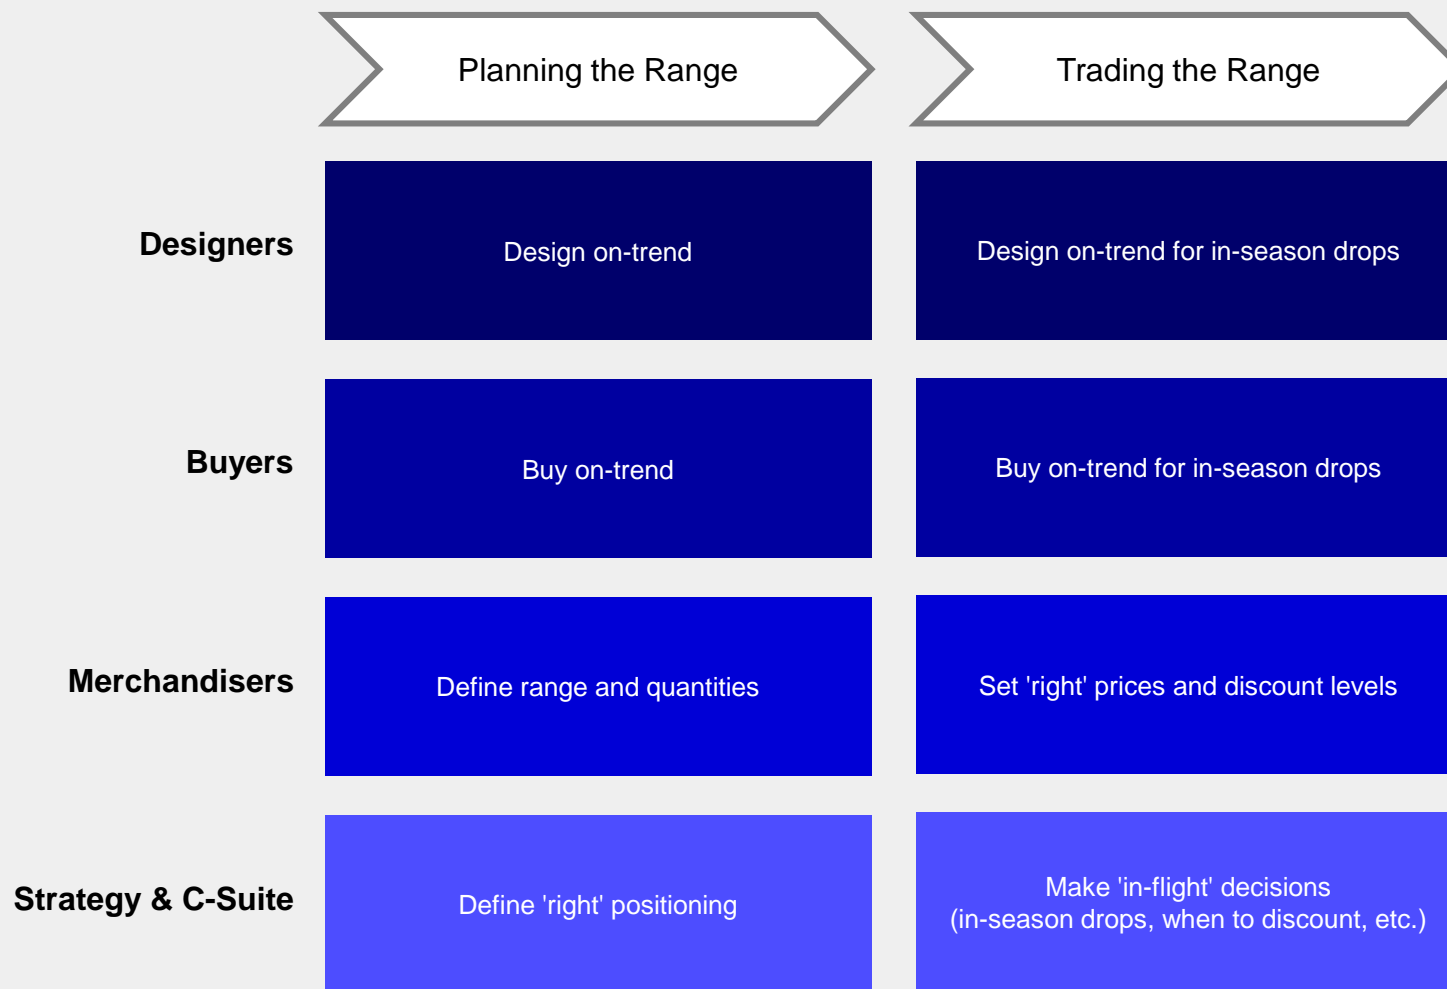 Planning the Range
Trading the Range
Designers
Design on-trend
Design on-trend for in-season drops
Buyers
Buy on-trend
Buy on-trend for in-season drops
Merchandisers
Define range and quantities
Set 'right' prices and discount levels
Strategy & C-Suite
Define 'right' positioning
Make 'in-flight' decisions
(in-season drops, when to discount, etc.)